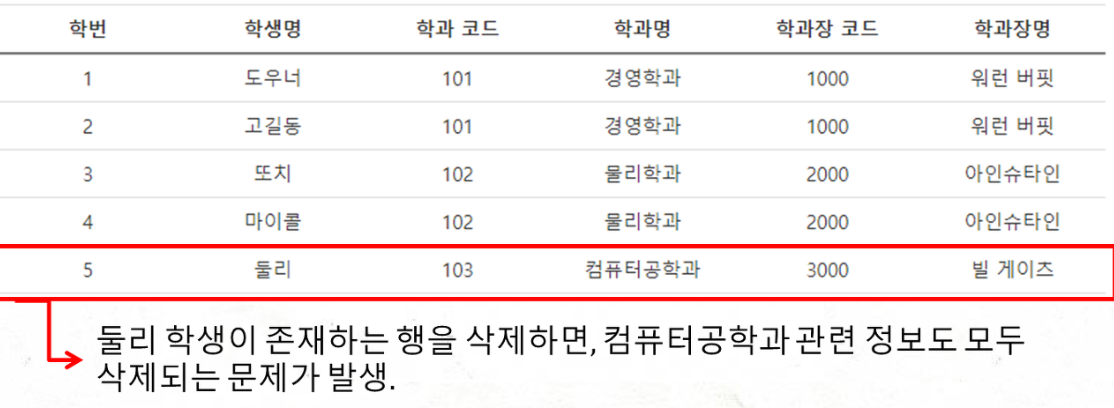 학번 학생명 학과 코드 학과명 학과장 코드 학과장명
1 도우너 101 경영학과 1000 워런 버핏
2 고길동 101 경영학과 1000 워런 버핏
3 또치 102 물리학과 2000 아인슈타인
4 마이콜 102 물리학과 2000 아인슈타인
5 둘리 103 컴퓨터공학과 3000 빌 게이츠
둘리 학생이 존재하는 행을 삭제하면, 컴퓨터공학과 관련 정보도 모두
삭제되는 문제가 발생.